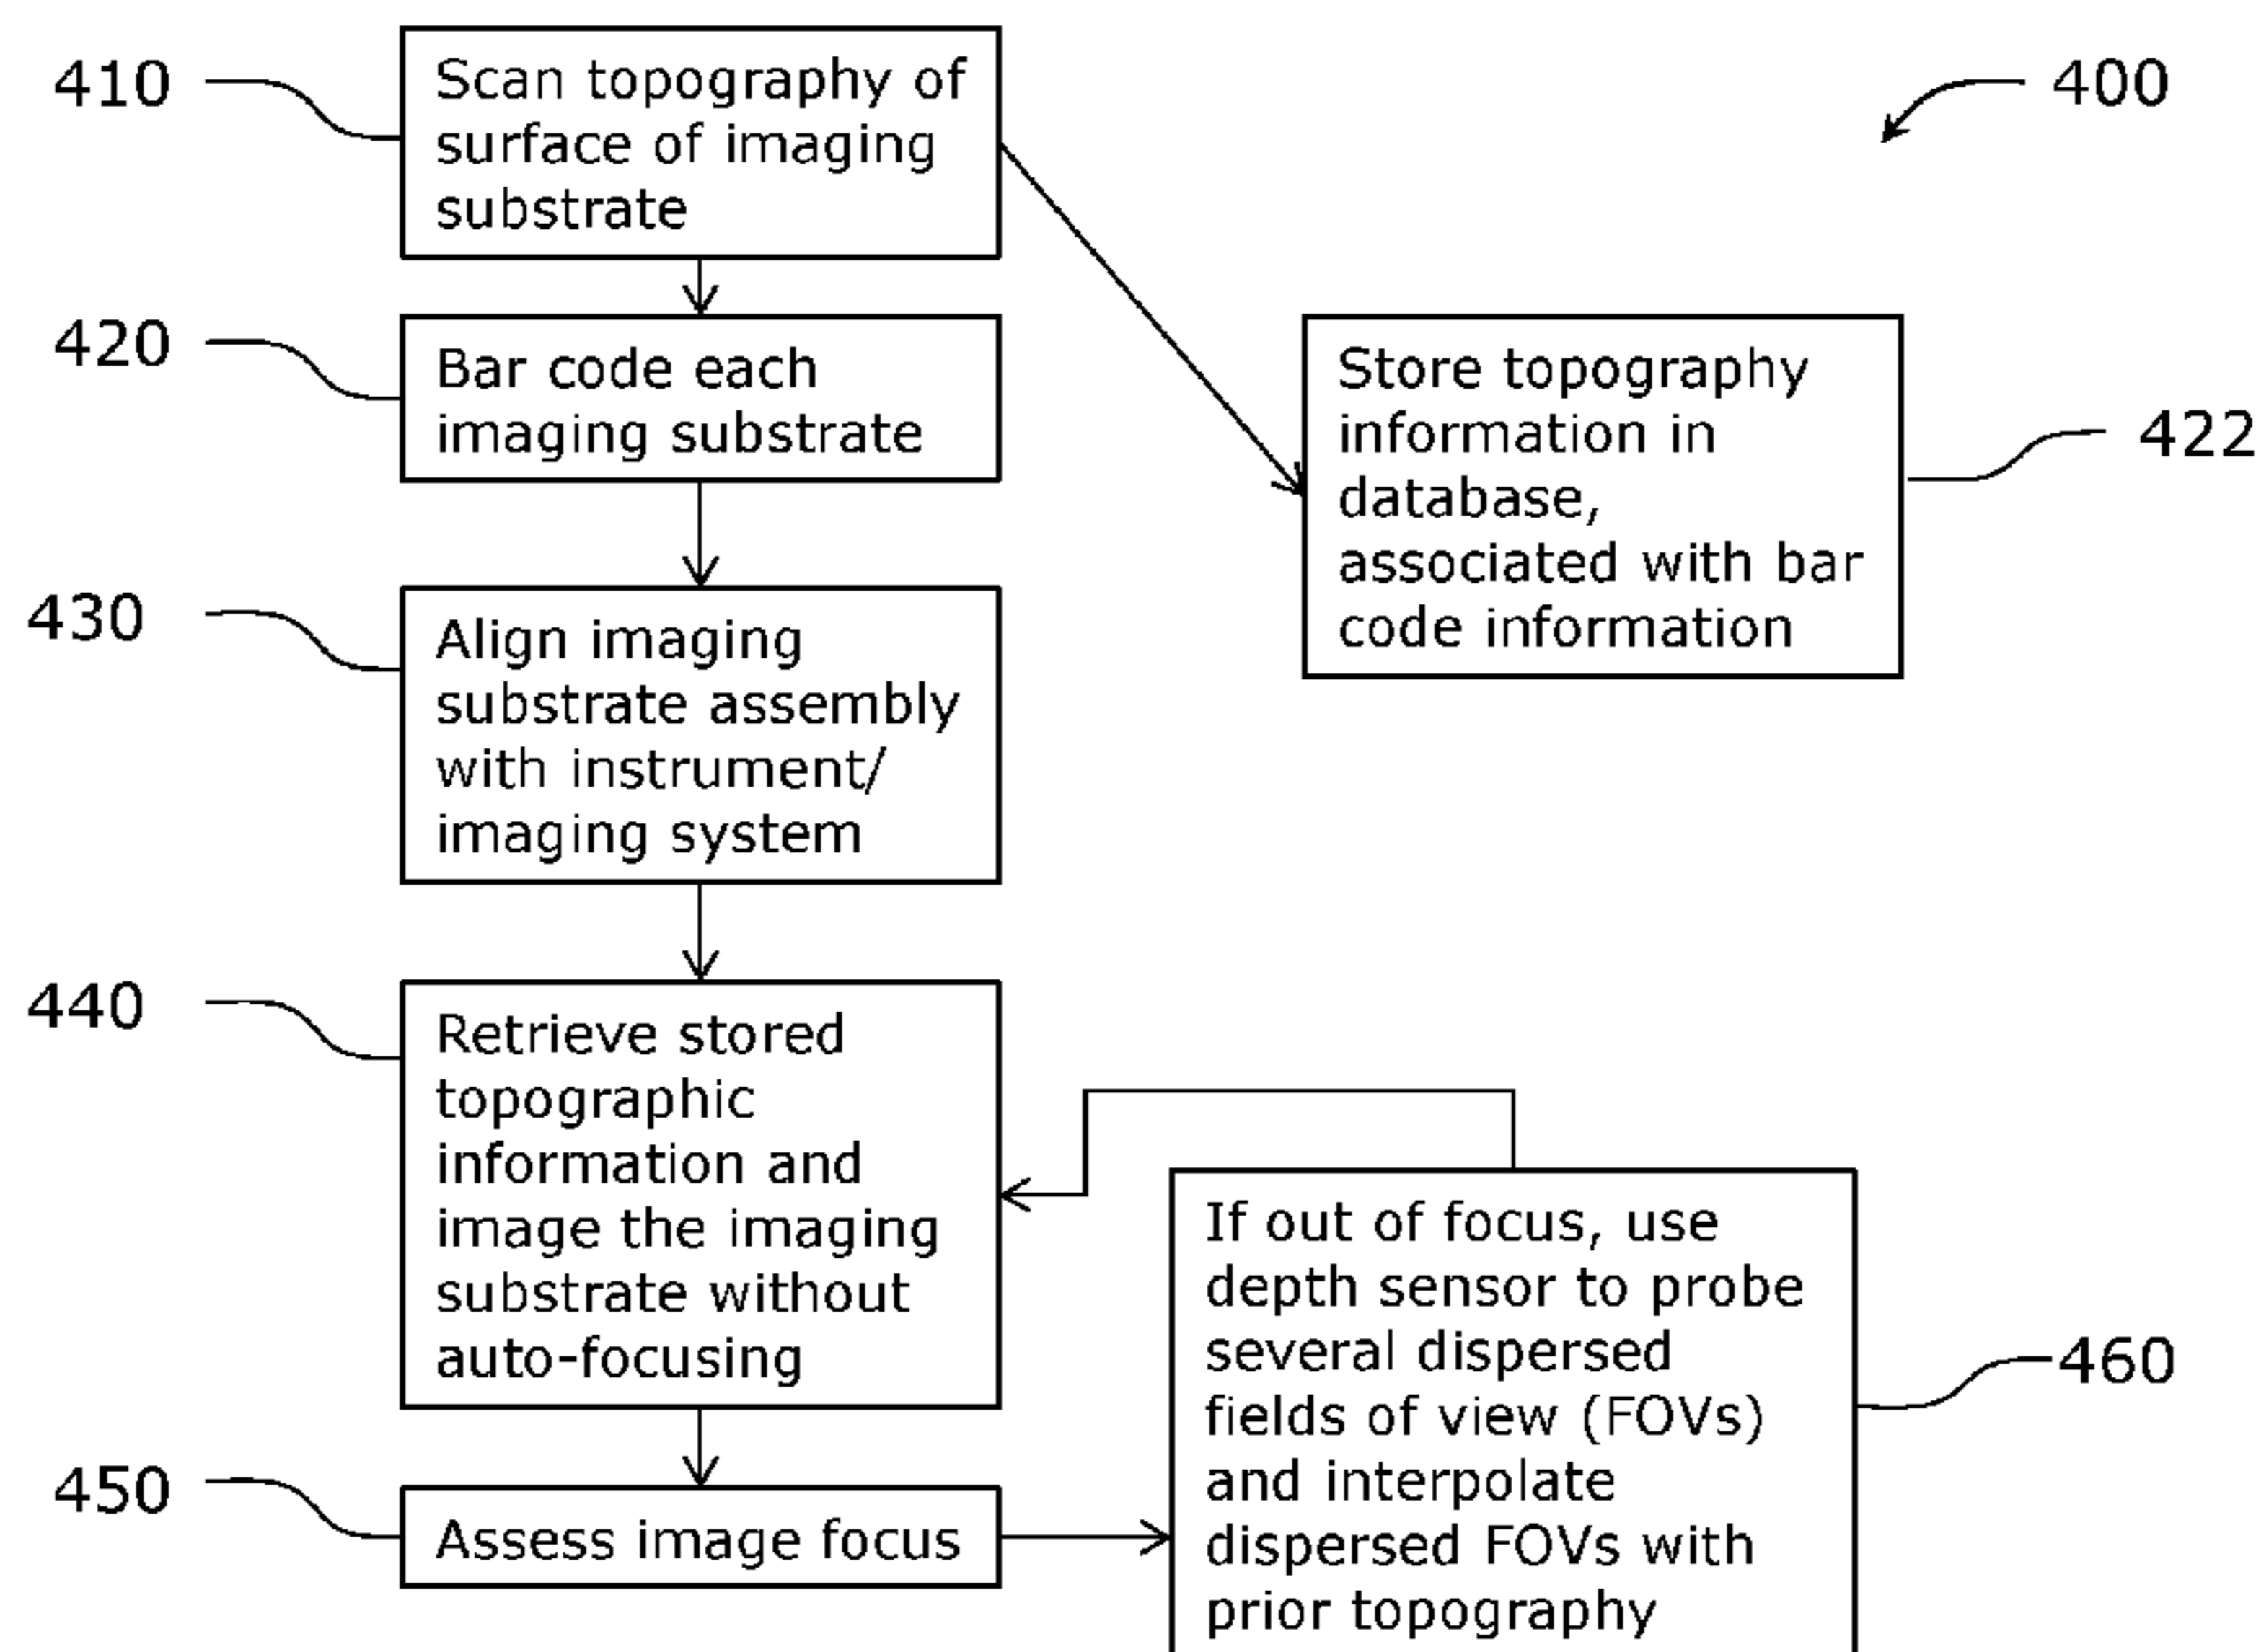 410
Scan topography of
surface of imaging
substrate
400
420
Bar code each
imaging substrate
Store topography
information in
database,
associated with bar
code information
422
430
Align imaging
substrate assembly
with instrument/
imaging system
440
Retrieve stored
topographic
information and
image the imaging
substrate without
auto-focusing
450
Assess image focus
If out of focus, use
depth sensor to probe
several dispersed
fields of view (FOVs)
and interpolate
dispersed FOVs with
prior topography
460